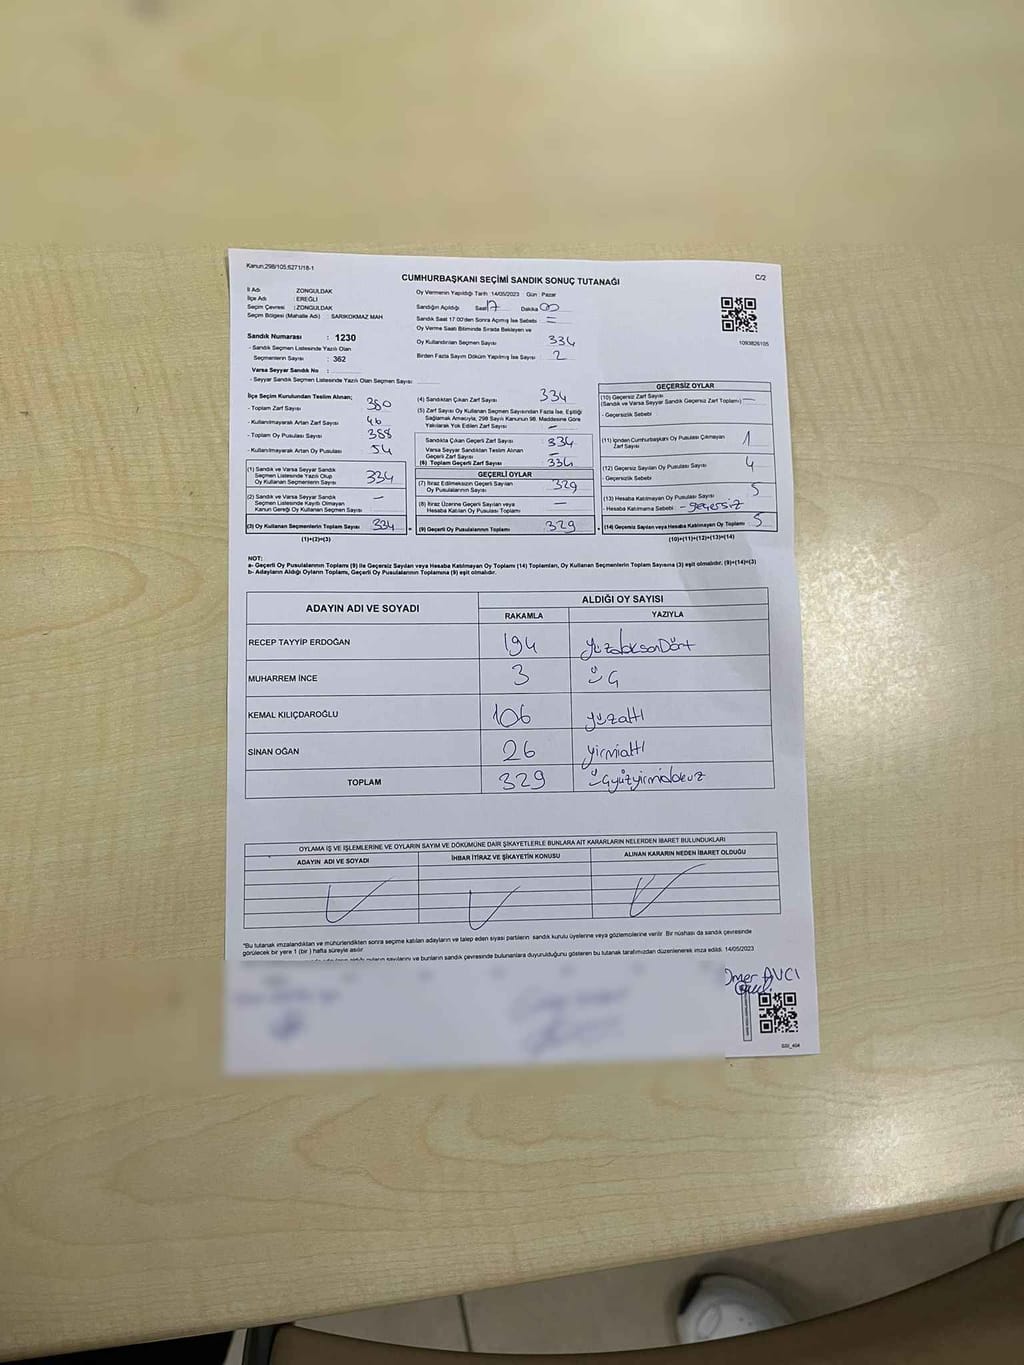 Kanun:298/105;6271/18-1
C/2
CUMHURBAŞKANI SEÇİMİ SANDIK SONUÇ TUTANAĞI
İl Adı : ZONGULDAK
İlçe Adı : EREĞLİ
Seçim Çevresi : ZONGULDAK
Seçim Bölgesi (Mahalle Adı) : SARIKOKMAZ MAH
Sandık Numarası : 1230
- Sandık Seçmen Listesinde Yazılı Olan
Seçmenlerin Sayısı : 362
Varsa Seyyar Sandık No :
- Seyyar Sandık Seçmen Listesinde Yazılı Olan Seçmen Sayısı
Oy Vermenin Yapıldığı Tarih :14/05/2023 Gün : Pazar
Sandığın Açıldığı Saat 17 Dakika 00
Sandık Saat 17:00'den Sonra Açılmış İse Sebebi
Oy Verme Saati Bitiminde Sırada Bekleyen ve
Oy Kullandırılan Seçmen Sayısı 334
Birden Fazla Sayım Döküm Yapılmış İse Sayısı 2
1093826105
İlçe Seçim Kurulundan Teslim Alınan;
- Toplam Zarf Sayısı 380
- Kullanılmayarak Artan Zarf Sayısı 46
- Toplam Oy Pusulası Sayısı 388
- Kullanılmayarak Artan Oy Pusulası 54
(1) Sandık ve Varsa Seyyar Sandık
Seçmen Listesinde Yazılı Olup
Oy Kullanan Seçmenlerin Sayısı 334
(2) Sandık ve Varsa Seyyar Sandık
Seçmen Listesinde Kayıtlı Olmayan
Kanun Gereği Oy Kullanan Seçmen Sayısı -
(3) Oy Kullanan Seçmenlerin Toplam Sayısı 334
(1)+(2)=(3)
(4) Sandıktan Çıkan Zarf Sayısı 334
(5) Zarf Sayısı Oy Kullanan Seçmen Sayısından Fazla İse, Eşitliği
Sağlamak Amacıyla, 298 Sayılı Kanunun 98. Maddesine Göre
Yakılarak Yok Edilen Zarf Sayısı -
Sandıkta Çıkan Geçerli Zarf Sayısı : 334
Varsa Seyyar Sandıktan Teslim Alınan
Geçerli Zarf Sayısı -
(6) Toplam Geçerli Zarf Sayısı 334
GEÇERLİ OYLAR
(7) İtiraz Edilmeksizin Geçerli Sayılan
Oy Pusulalarının Sayısı 329
(8) İtiraz Üzerine Geçerli Sayılan veya
Hesaba Katılan Oy Pusulası Toplamı -
(9) Geçerli Oy Pusulalarının Toplamı 329
GEÇERSİZ OYLAR
(10) Geçersiz Zarf Sayısı
(Sandık ve Varsa Seyyar Sandık Geçersiz Zarf Toplamı) -
- Geçersizlik Sebebi
(11) İçinden Cumhurbaşkanı Oy Pusulası Çıkmayan
Zarf Sayısı 1
(12) Geçersiz Sayılan Oy Pusulası Sayısı 4
- Geçersizlik Sebebi
(13) Hesaba Katılmayan Oy Pusulası Sayısı 5
- Hesaba Katılmama Sebebi - geçersiz
(14) Geçersiz Sayılan veya Hesaba Katılmayan Oy Toplamı 5
(10)+(11)+(12)+(13)=(14)
NOT:
a- Geçerli Oy Pusulalarının Toplamı (9) ile Geçersiz Sayılan veya Hesaba Katılmayan Oy Toplamı (14) Toplamları, Oy Kullanan Seçmenlerin Toplam Sayısına (3) eşit olmalıdır. (9)+(14)=(3)
b- Adayların Aldığı Oyların Toplamı, Geçerli Oy Pusulalarının Toplamına (9) eşit olmalıdır.
ADAYIN ADI VE SOYADI
ALDIĞI OY SAYISI
RAKAMLA YAZIYLA
RECEP TAYYİP ERDOĞAN 194 yüzdoksanDört
MUHARREM İNCE 3 üç
KEMAL KILIÇDAROĞLU 106 yüzaltı
SİNAN OĞAN 26 yirmialtı
TOPLAM 329 üçyüzyirmidokuz
OYLAMA İŞ VE İŞLEMLERİNE VE OYLARIN SAYIM VE DÖKÜMÜNE DAİR ŞİKAYETLERLE BUNLARA AİT KARARLARIN NELERDEN İBARET BULUNDUKLARI
ADAYIN ADI VE SOYADI İHBAR İTİRAZ VE ŞİKAYETİN KONUSU ALINAN KARARIN NEDEN İBARET OLDUĞU
"Bu tutanak imzalandıktan ve mühürlendikten sonra seçime katılan adayların ve talep eden siyasi partilerin sandık kurulu üyelerine veya gözlemcilerine verilir. Bir nüshası da sandık çevresinde
görülecek bir yere 1 (bir ) hafta süreyle asılır.
aldığı oyların sayılarını ve bunların sandık çevresinde bulunanlara duyurulduğunu gösteren bu tutanak tarafımızdan düzenlenerek imza edildi. 14/05/2023
Ömer AVCI